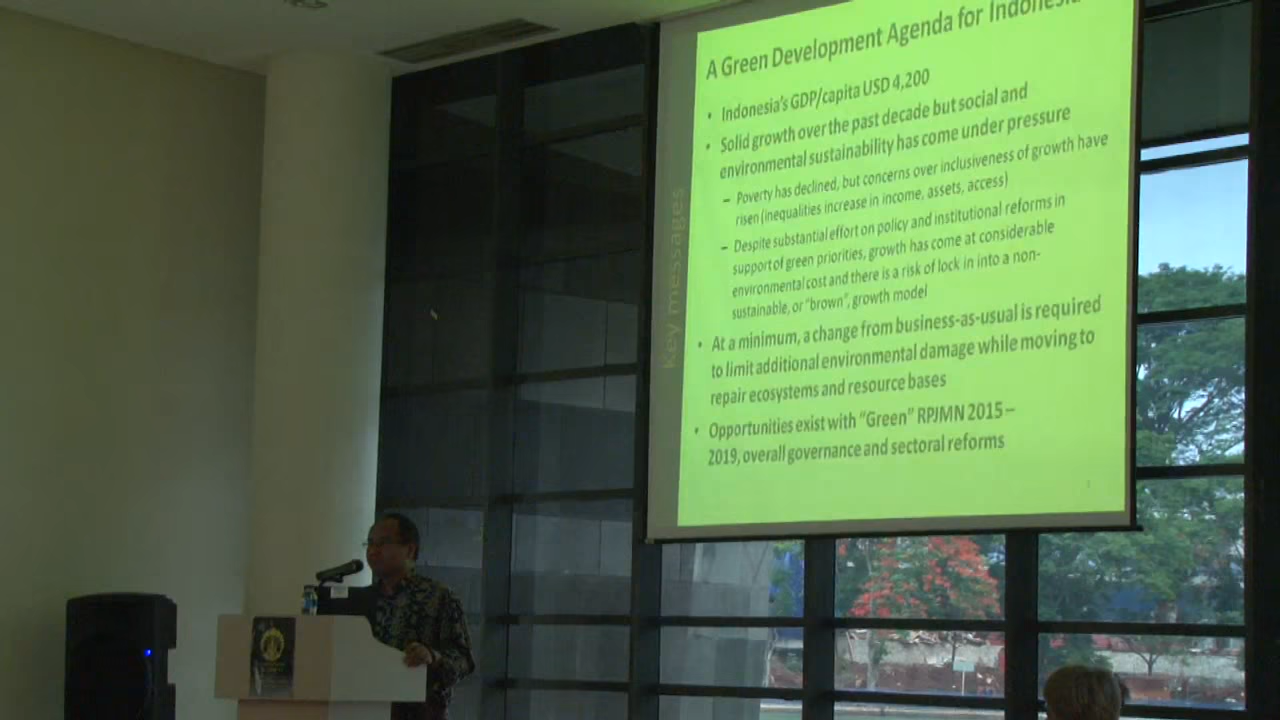 A Green Development Agenda for Indonesia
• Indonesia's GDP/capita USD 4,200
• Solid growth over the past decade but social and
environmental sustainability has come under pressure
– Poverty has declined, but concerns over inclusiveness of growth have
risen (inequalities increase in income, assets, access)
– Despite substantial effort on policy and institutional reforms in
support of green priorities, growth has come at considerable
environmental cost and there is a risk of lock in into a non-
sustainable, or "brown", growth model
• At a minimum, a change from business-as-usual is required
to limit additional environmental damage while moving to
repair ecosystems and resource bases
• Opportunities exist with "Green" RPJMN 2015 –
2019, overall governance and sectoral reforms
Key messages